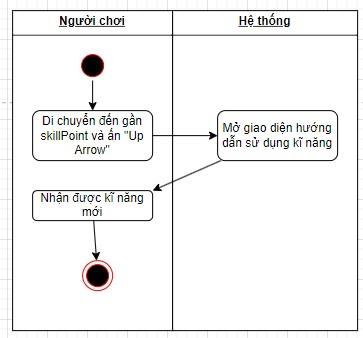 Người chơi
Hệ thống
Di chuyển đến gần
skillPoint và ấn "Up
Arrow"
Mở giao diện hướng
dẫn sử dụng kĩ năng
Nhận được kĩ năng
mới